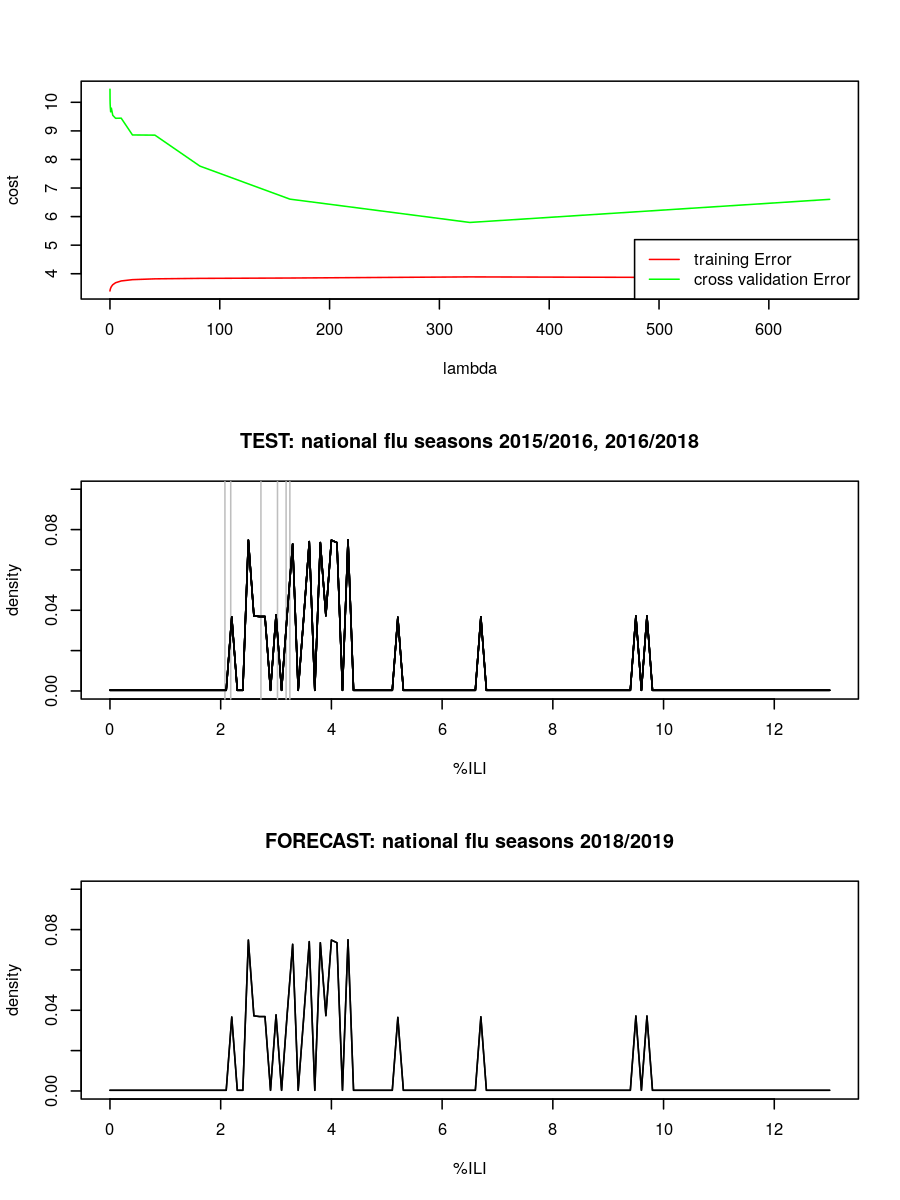 10
9
8
7
6
5
4
cost
training Error
cross validation Error
0 100 200 300 400 500 600
lambda
TEST: national flu seasons 2015/2016, 2016/2018
0.08
0.04
0.00
density
0 2 4 6 8 10 12
%ILI
FORECAST: national flu seasons 2018/2019
0.08
0.04
0.00
density
0 2 4 6 8 10 12
%ILI